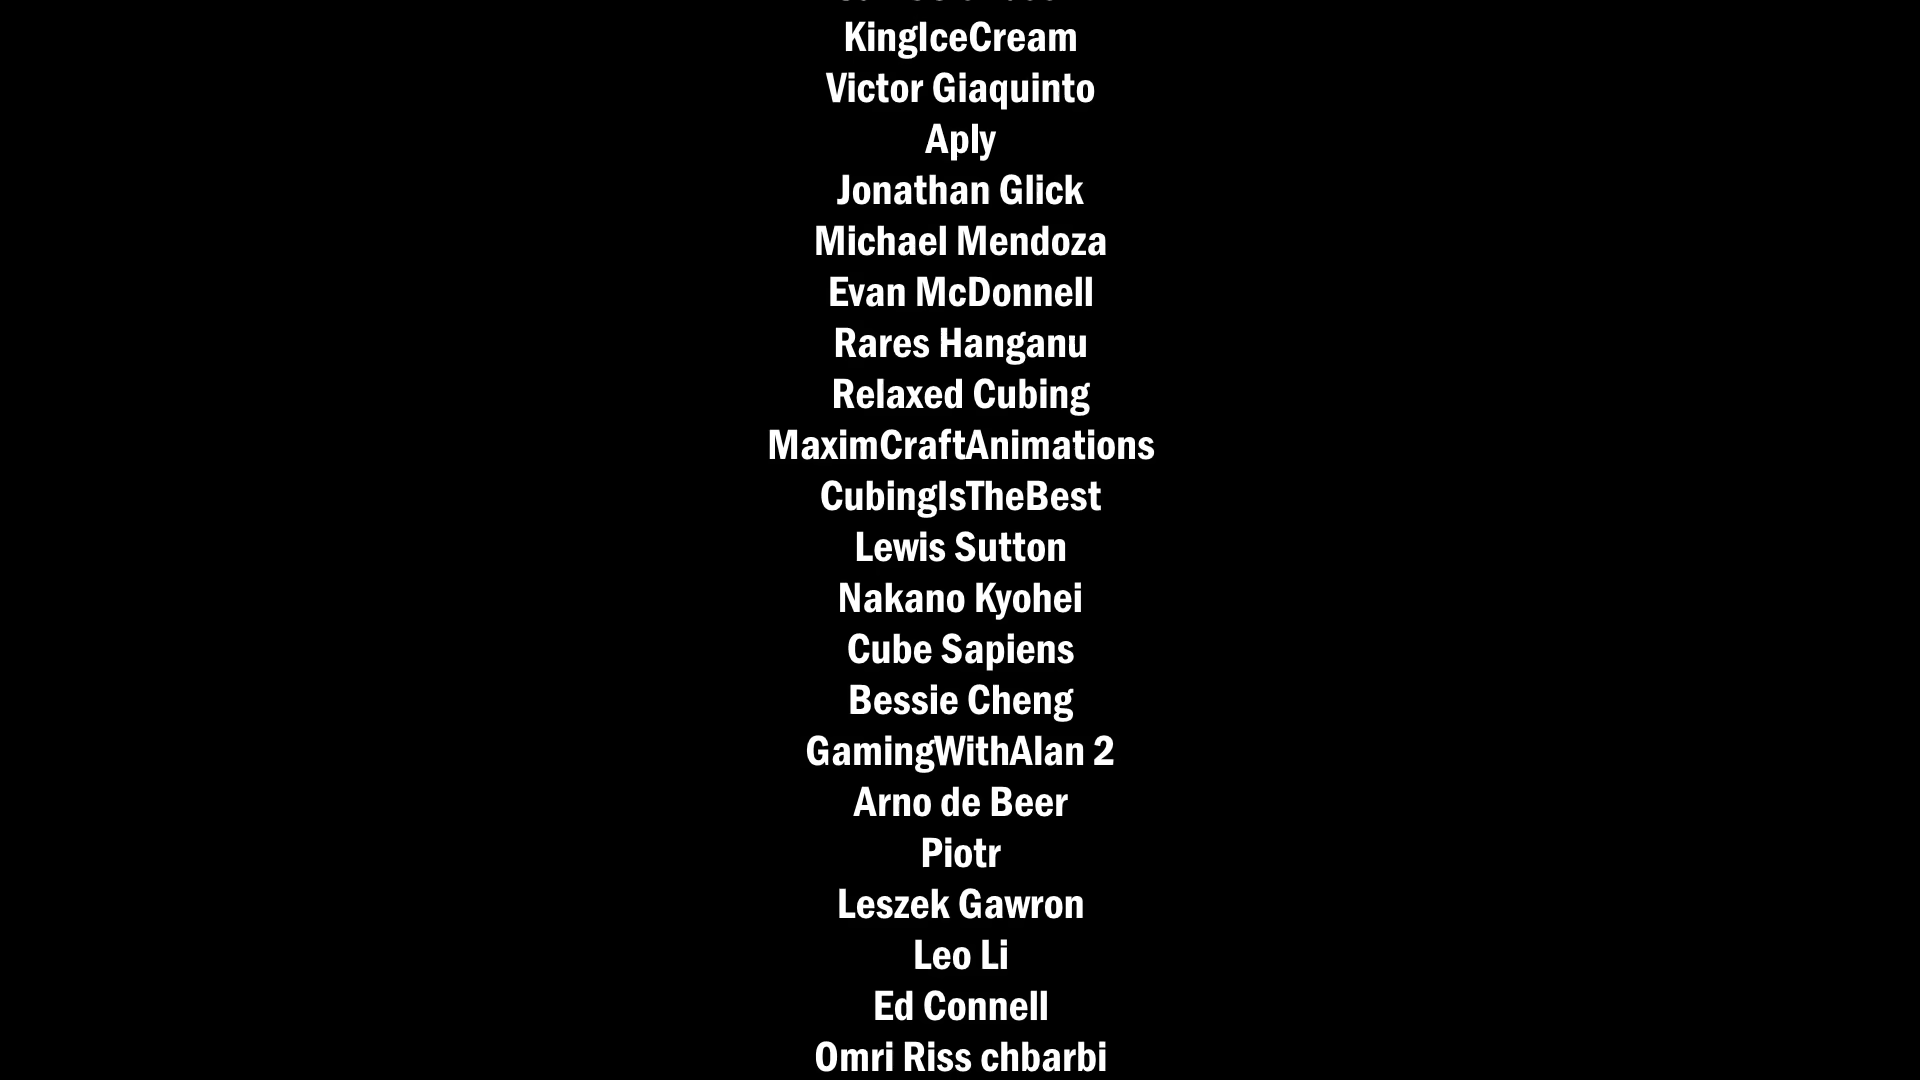 KingIceCream
Victor Giaquinto
Aply
Jonathan Glick
Michael Mendoza
Evan McDonnell
Rares Hanganu
Relaxed Cubing
MaximCraftAnimations
CubingIsTheBest
Lewis Sutton
Nakano Kyohei
Cube Sapiens
Bessie Cheng
GamingWithAlan 2
Arno de Beer
Piotr
Leszek Gawron
Leo Li
Ed Connell
Omri Riss chbarbi